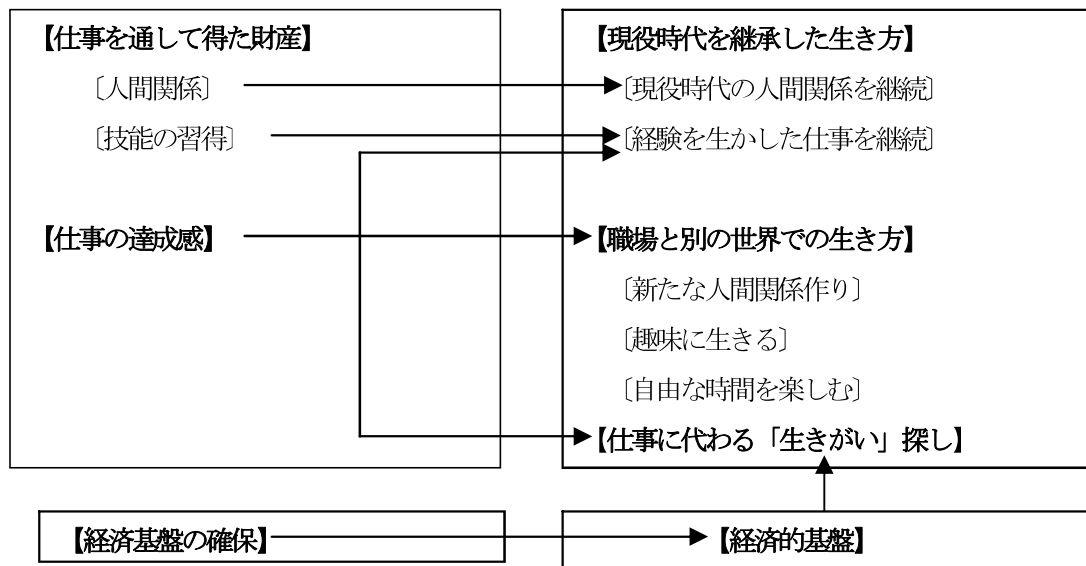 【仕事を通して得た財産】
〔人間関係〕
〔技能の習得〕
【仕事の達成感】
【現役時代を継承した生き方】
〔現役時代の人間関係を継続〕
〔経験を生かした仕事を継続〕
【職場と別の世界での生き方】
〔新たな人間関係作り〕
〔趣味に生きる〕
〔自由な時間を楽しむ〕
【仕事に代わる「生きがい」探し】
【経済基盤の確保】
【経済的基盤】